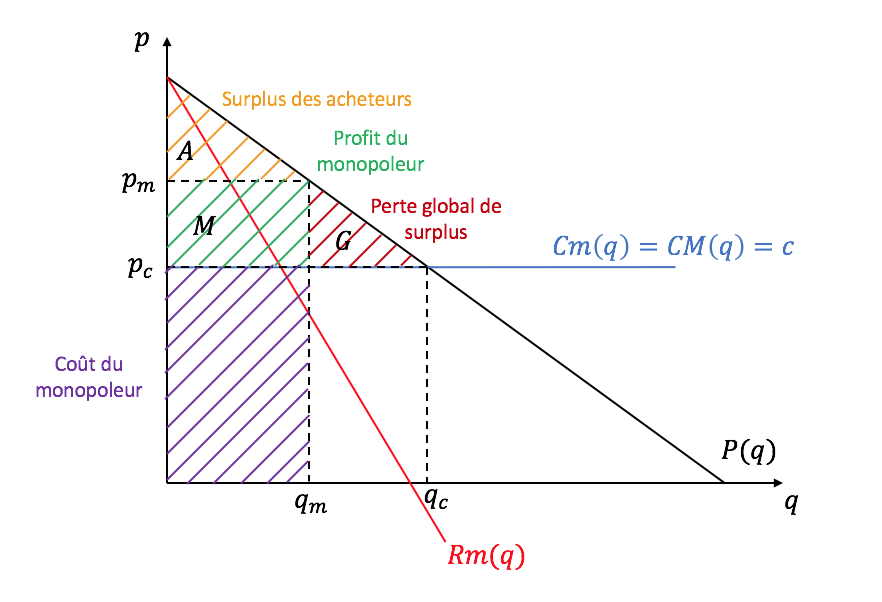 p
Surplus des acheteurs
Profit du
monopoleur
A
p_m
Perte global de
surplus
M
G
Cm(q) = CM(q) = c
p_c
Coût du
monopoleur
P(q)
q_m
q_c
q
Rm(q)